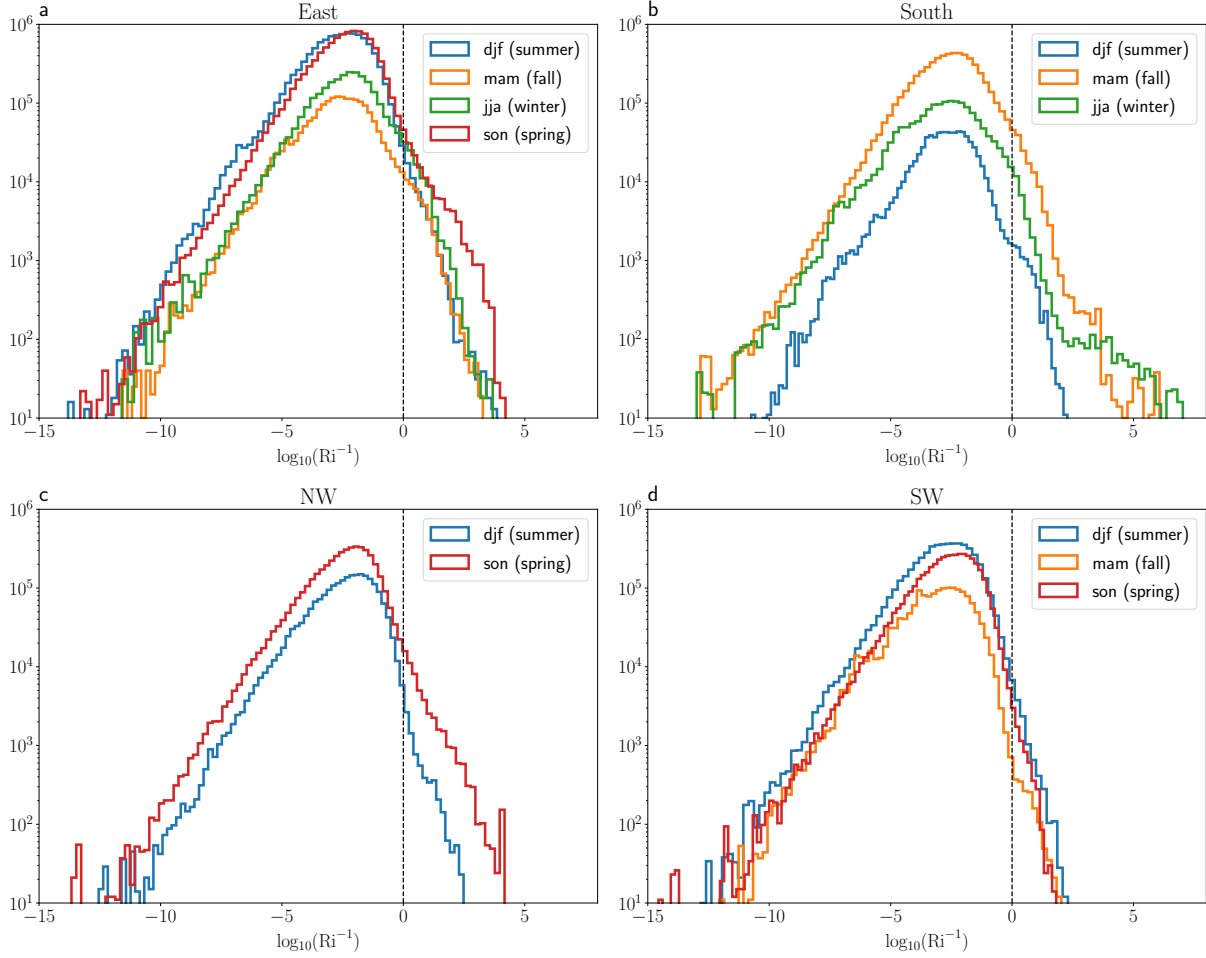 a
East
10^6
10^5
10^4
10^3
10^2
10^1
djf (summer)
mam (fall)
jja (winter)
son (spring)
−15
−10
−5
0
5
log10(Ri^−1)
b
South
10^6
10^5
10^4
10^3
10^2
10^1
djf (summer)
mam (fall)
jja (winter)
−15
−10
−5
0
5
log10(Ri^−1)
c
NW
10^6
10^5
10^4
10^3
10^2
10^1
djf (summer)
son (spring)
−15
−10
−5
0
5
log10(Ri^−1)
d
SW
10^6
10^5
10^4
10^3
10^2
10^1
djf (summer)
mam (fall)
son (spring)
−15
−10
−5
0
5
log10(Ri^−1)